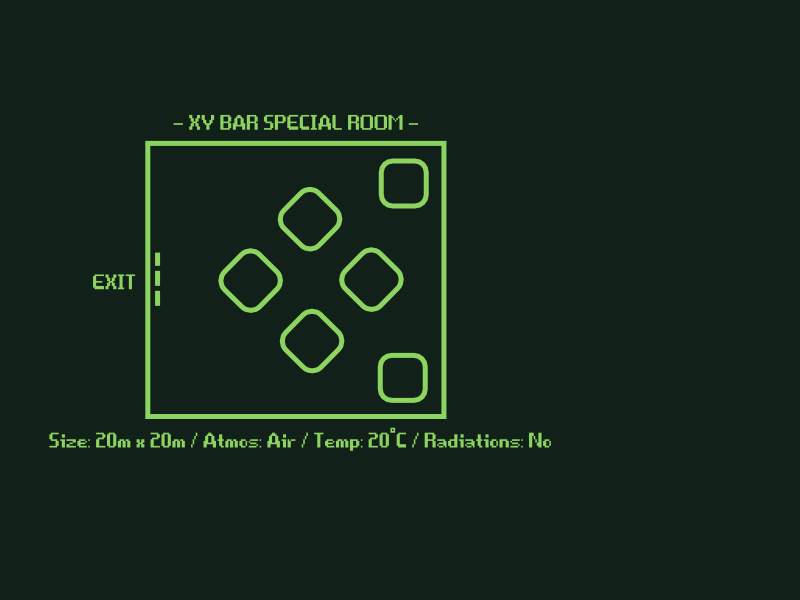 - XY BAR SPECIAL ROOM -
EXIT
Size: 20m x 20m / Atmos: Air / Temp: 20°C / Radiations: No